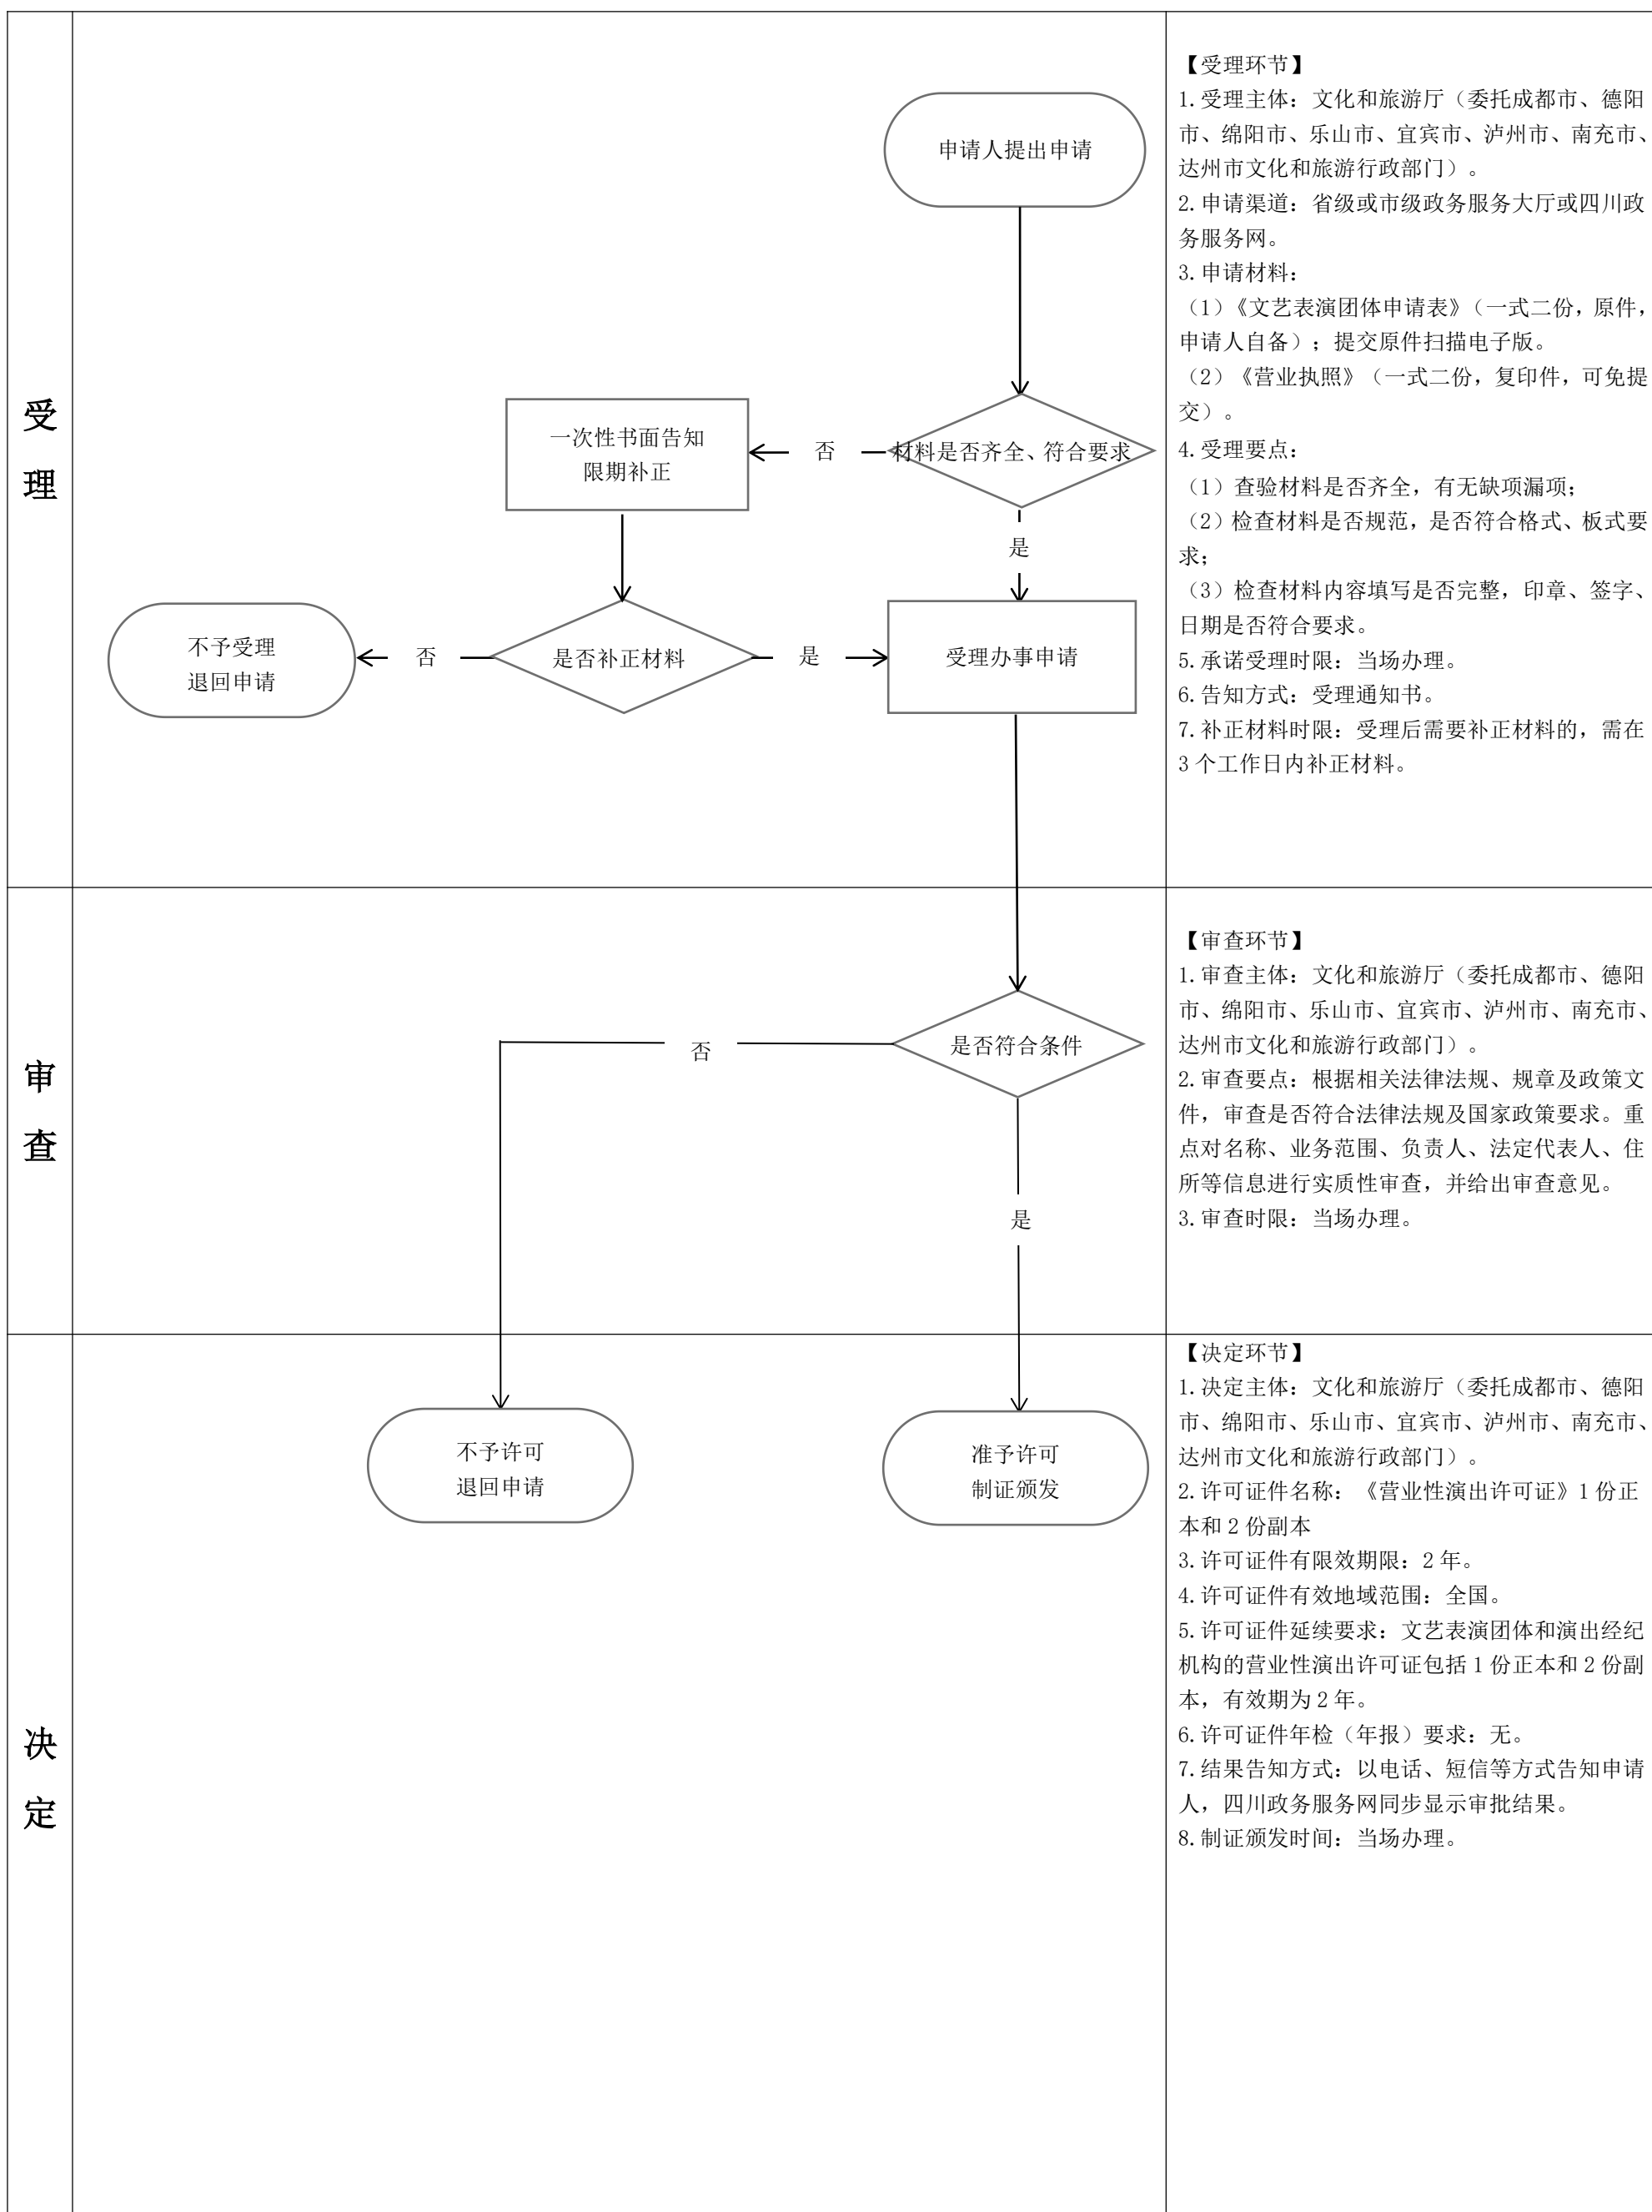 受
理
申请人提出申请
材料是否齐全、符合要求
否
一次性书面告知
限期补正
是
不予受理
退回申请
否
是否补正材料
是
受理办事申请
【受理环节】
1.受理主体：文化和旅游厅（委托成都市、德阳
市、绵阳市、乐山市、宜宾市、泸州市、南充市、
达州市文化和旅游行政部门）。
2.申请渠道：省级或市级政务服务大厅或四川政
务服务网。
3.申请材料：
（1）《文艺表演团体申请表》（一式二份，原件，
申请人自备）；提交原件扫描电子版。
（2）《营业执照》（一式二份，复印件，可免提
交）。
4.受理要点：
（1）查验材料是否齐全，有无缺项漏项；
（2）检查材料是否规范，是否符合格式、板式要
求；
（3）检查材料内容填写是否完整，印章、签字、
日期是否符合要求。
5.承诺受理时限：当场办理。
6.告知方式：受理通知书。
7.补正材料时限：受理后需要补正材料的，需在
3个工作日内补正材料。
审
查
是否符合条件
否
是
【审查环节】
1.审查主体：文化和旅游厅（委托成都市、德阳
市、绵阳市、乐山市、宜宾市、泸州市、南充市、
达州市文化和旅游行政部门）。
2.审查要点：根据相关法律法规、规章及政策文
件，审查是否符合法律法规及国家政策要求。重
点对名称、业务范围、负责人、法定代表人、住
所等信息进行实质性审查，并给出审查意见。
3.审查时限：当场办理。
决
定
不予许可
退回申请
准予许可
制证颁发
【决定环节】
1.决定主体：文化和旅游厅（委托成都市、德阳
市、绵阳市、乐山市、宜宾市、泸州市、南充市、
达州市文化和旅游行政部门）。
2.许可证件名称：《营业性演出许可证》1份正
本和2份副本
3.许可证件有限效期限：2年。
4.许可证件有效地域范围：全国。
5.许可证件延续要求：文艺表演团体和演出经纪
机构的营业性演出许可证包括1份正本和2份副
本，有效期为2年。
6.许可证件年检（年报）要求：无。
7.结果告知方式：以电话、短信等方式告知申请
人，四川政务服务网同步显示审批结果。
8.制证颁发时间：当场办理。